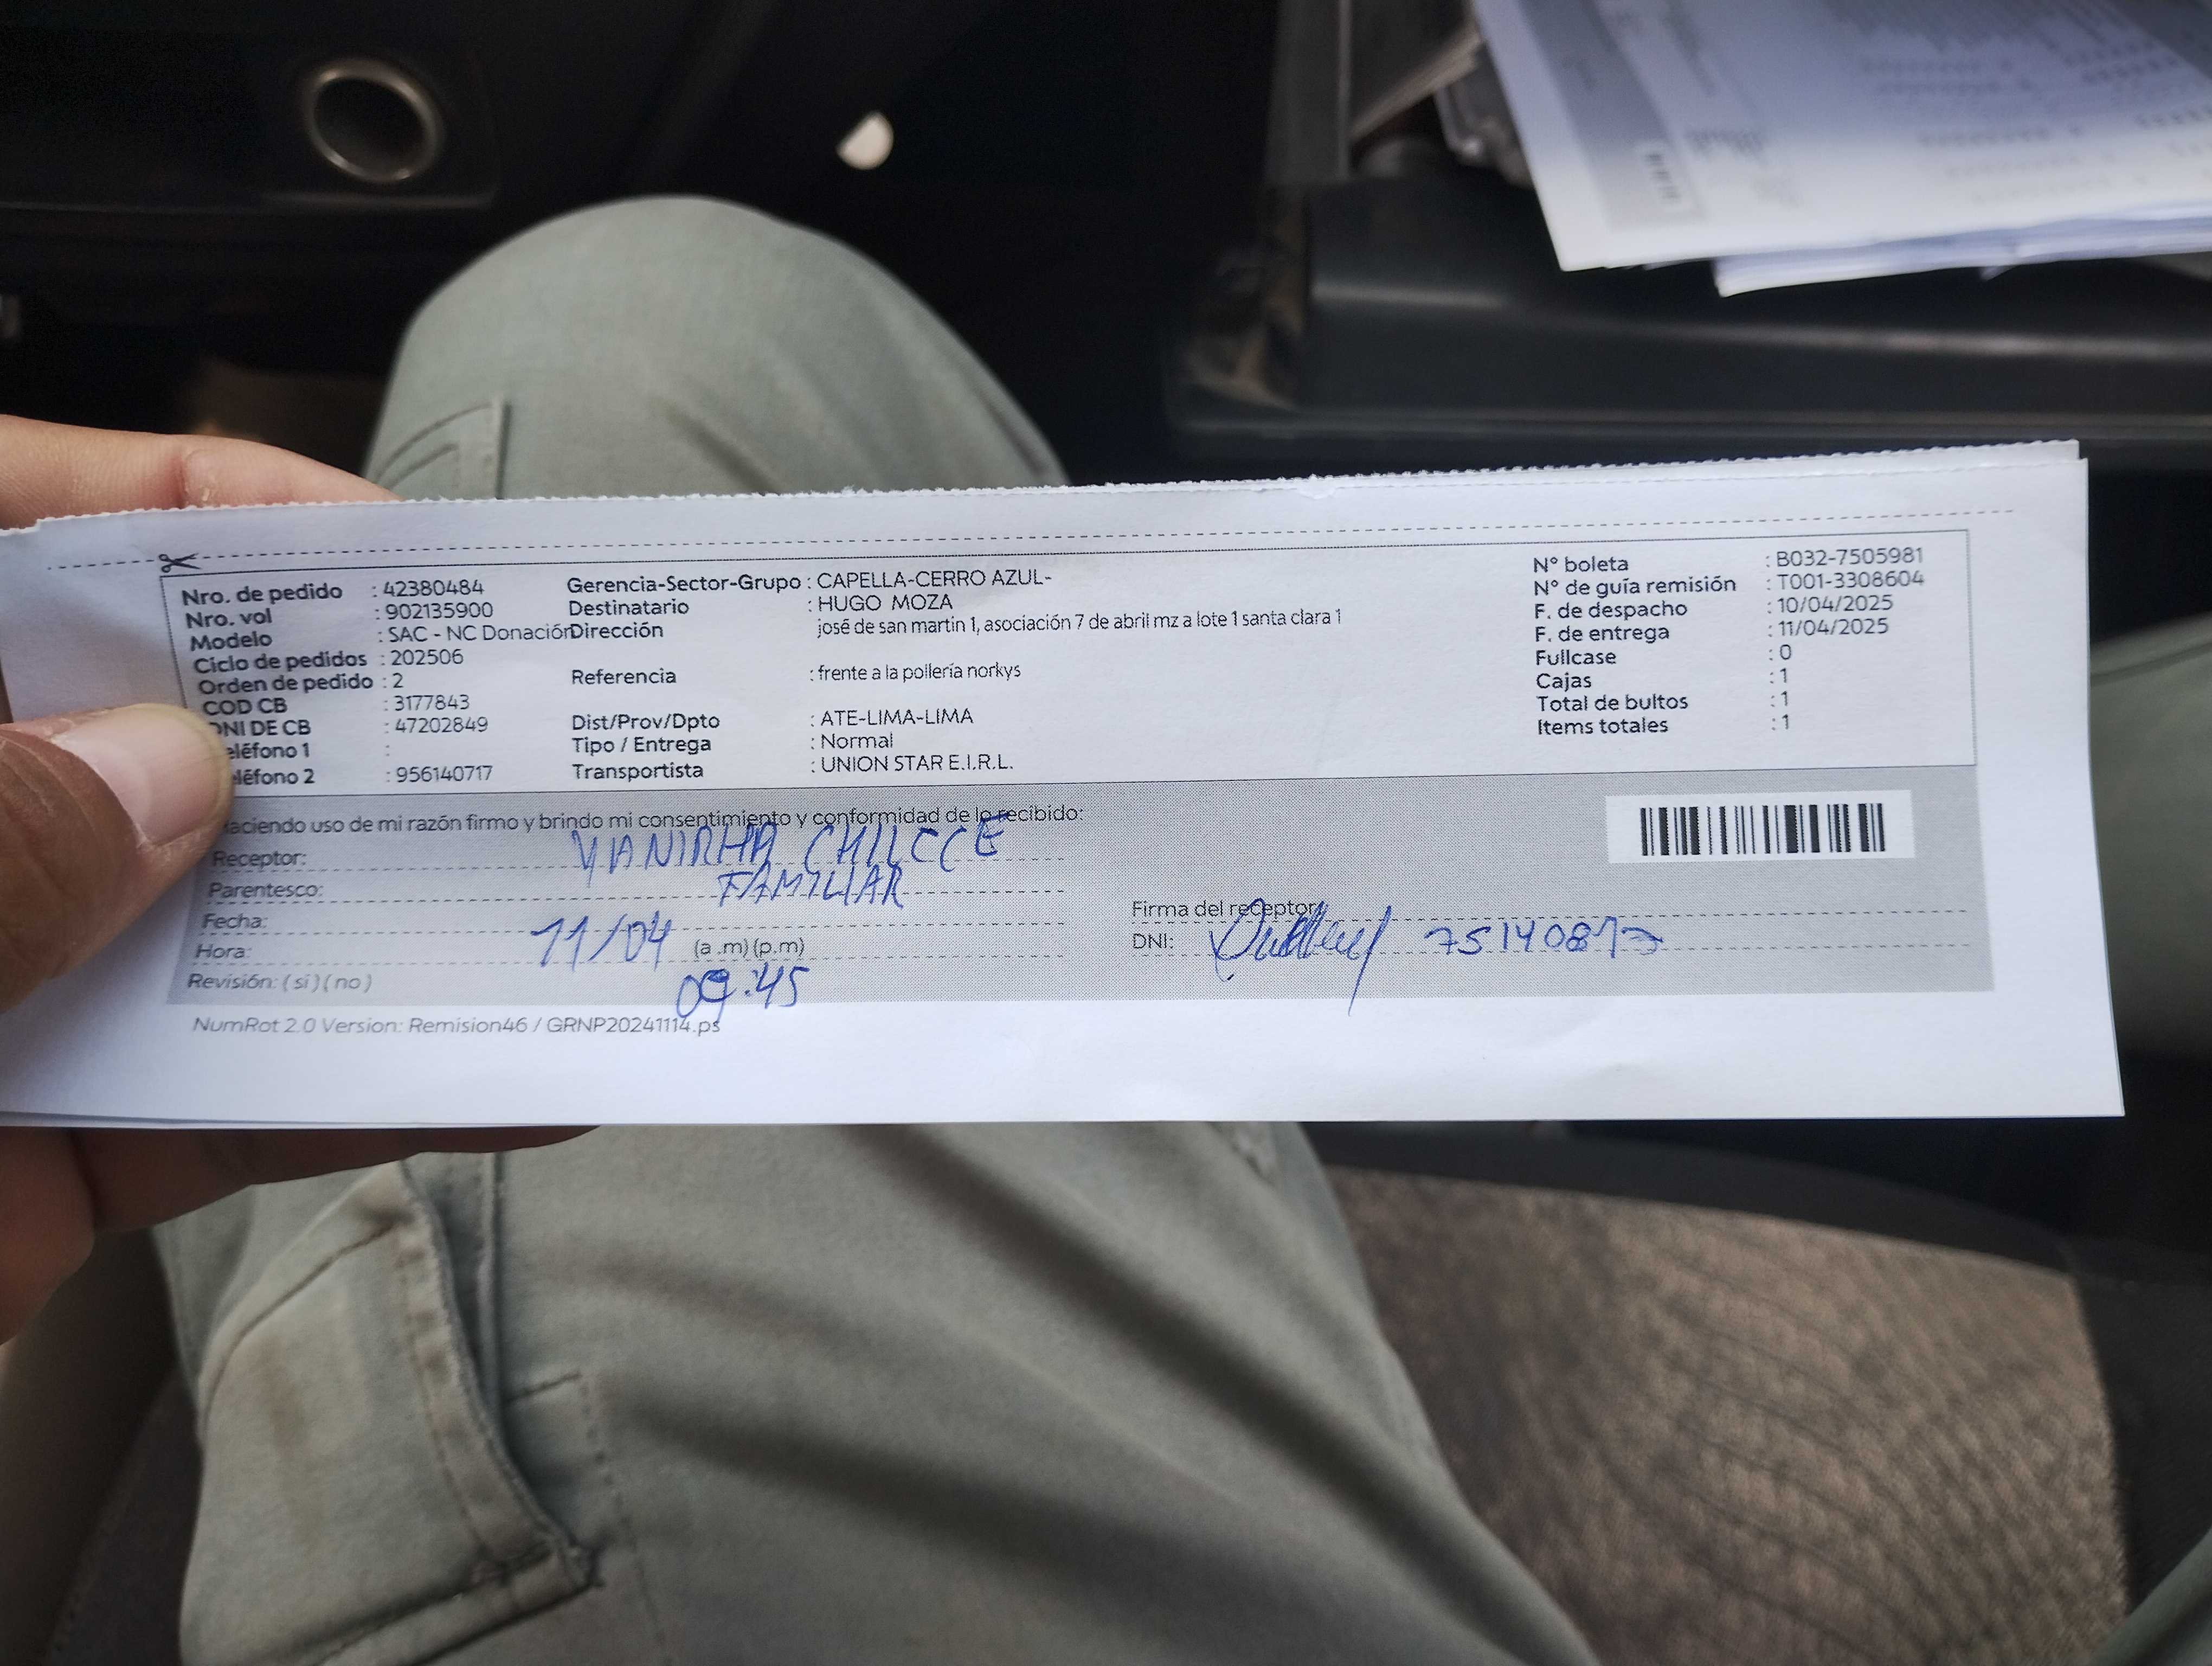 Nro. de pedido : 42380484
Nro. vol : 902135900
Modelo : SAC - NC Donación
Ciclo de pedidos : 202506
Orden de pedido : 2
COD CB : 3177843
DNI DE CB : 47202849
eléfono 1 :
eléfono 2 : 956140717
Gerencia-Sector-Grupo : CAPELLA-CERRO AZUL-
Destinatario : HUGO MOZA
Dirección : josé de san martin 1, asociación 7 de abril mz a lote 1 santa clara 1
Referencia : frente a la pollería norkys
Dist/Prov/Dpto : ATE-LIMA-LIMA
Tipo / Entrega : Normal
Transportista : UNION STAR E.I.R.L.
N° boleta : B032-7505981
N° de guía remisión : T001-3308604
F. de despacho : 10/04/2025
F. de entrega : 11/04/2025
Fullcase : 0
Cajas : 1
Total de bultos : 1
Items totales : 1
aciendo uso de mi razón firmo y brindo mi consentimiento y conformidad de lo recibido:
Receptor: YANIRHA CHILCCE
Parentesco: FAMILIAR
Fecha: 11/04
Hora: (a .m) (p.m) 09:45
Revisión: ( si ) ( no )
Firma del receptor
DNI:
NumRot 2.0 Version: Remision46 / GRNP20241114.ps